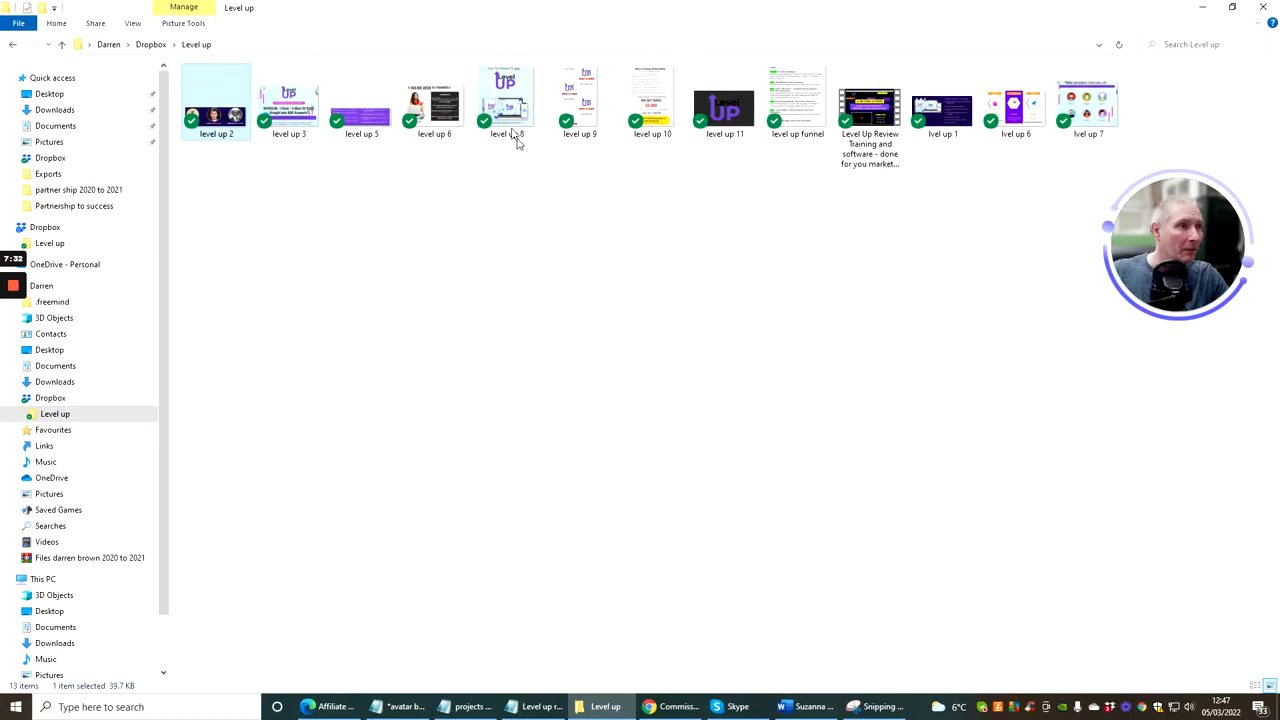 Manage
Level up
File
Home
Share
View
Picture Tools
Darren
Dropbox
Level up
Search Level up
Quick access
Desktop
Documents
Pictures
Dropbox
Exports
partner ship 2020 to 2021
Partnership to success
Dropbox
Level up
OneDrive - Personal
Darren
.freemind
3D Objects
Contacts
Desktop
Documents
Downloads
Dropbox
Level up
Favourites
Links
Music
OneDrive
Pictures
Saved Games
Searches
Videos
Files darren brown 2020 to 2021
This PC
3D Objects
Desktop
Documents
Downloads
Music
Pictures
7:32
level up 2
level up 3
level up 5
level up 6
level up 9
level up 10
level up 11
level up funnel
Level Up Review
Training and
software - done
for you market...
lvel up 1
lvel up 6
lvel up 7
13 items
1 item selected 39.7 KB
Type here to search
Affiliate ...
*avatar b...
projects ...
Level up r...
Level up
Commiss...
Skype
Suzanna ...
Snipping ...
6°C
12:47
05/03/2022